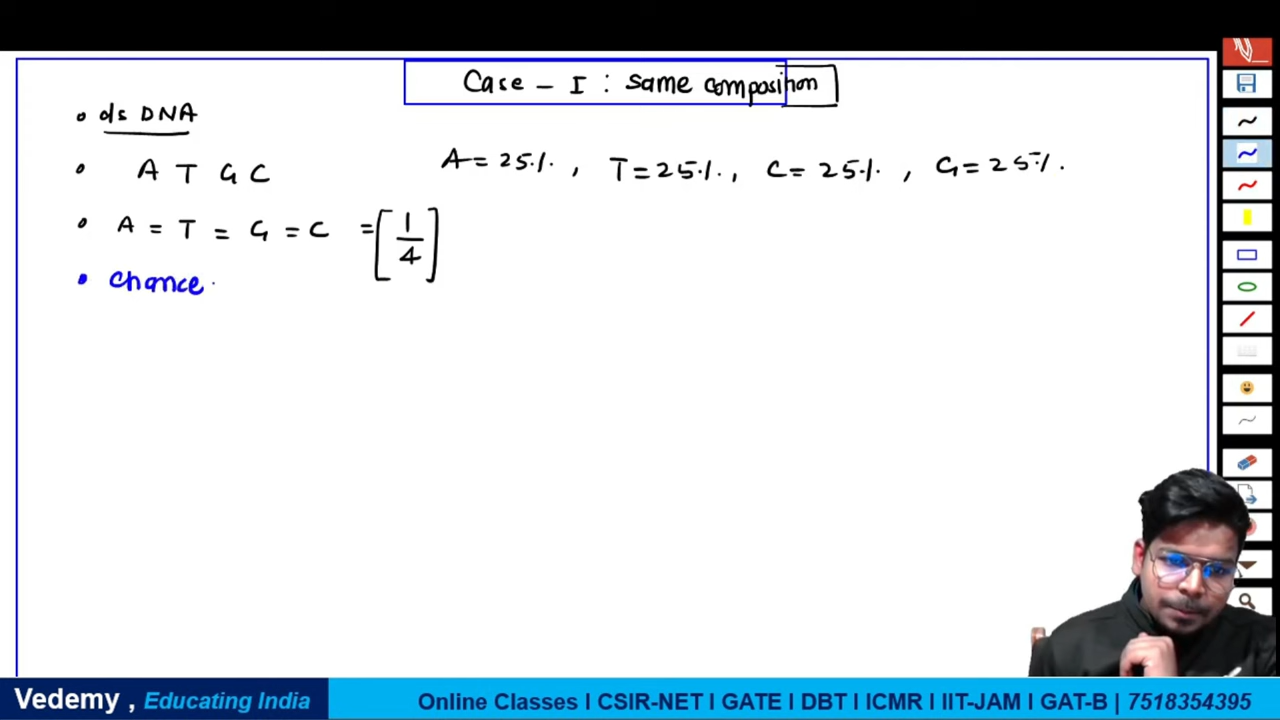 Case - I : same composition
• ds DNA
• A T G C
A = 25%, T = 25%, C = 25%, G = 25%.
• A = T = G = C = [1/4]
• Chance
Vedemy , Educating India
Online Classes I CSIR-NET I GATE I DBT I ICMR I IIT-JAM I GAT-B I 7518354395